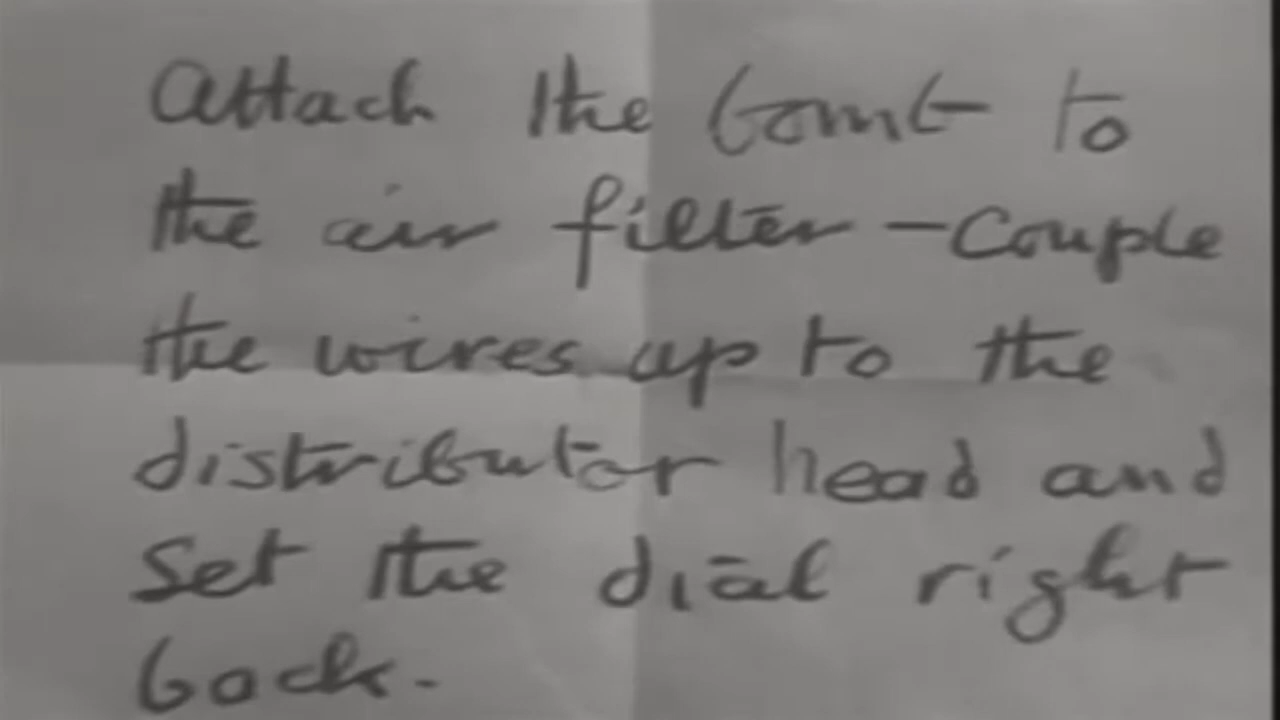 attach the bomb to
the air filter - Couple
the wires up to the
distributor head and
Set the dial right
back.